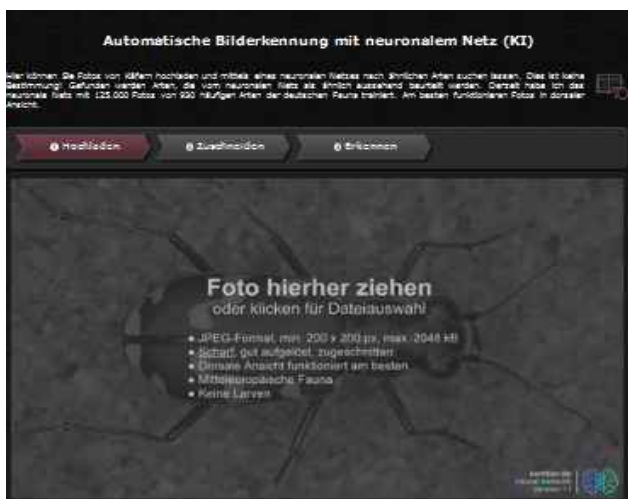 Automatische Bilderkennung mit neuronalem Netz (KI)
Hier können Sie Fotos von Käfern hochladen und mittels eines neuronalen Netzes nach ähnlichen Arten suchen lassen. Dies ist keine
Bestimmung! Gefunden werden Arten, die vom neuronalen Netz als ähnlich aussehend beurteilt werden. Derzeit habe ich das
neuronale Netz mit 125.000 Fotos von 930 häufigen Arten der deutschen Fauna trainiert. Am besten funktionieren Fotos in dorsaler
Ansicht.
Hochladen
Zuschneiden
Erkennen
Foto hierher ziehen
oder klicken für Dateiauswahl
• JPEG-Format, min. 200 x 200 px, max. 2048 kB
• Scharf, gut aufgelöst, zugeschnitten
• Dorsale Ansicht funktioniert am besten
• Mitteleuropäische Fauna
• Keine Larven